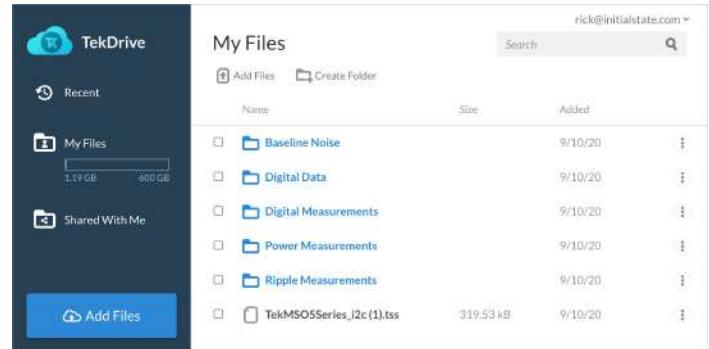 rick@initialstate.com
TekDrive
My Files
Search
Add Files
Create Folder
Recent
Name
Size
Added
My Files
1.19 GB
600 GB
Shared With Me
Baseline Noise
9/10/20
Digital Data
9/10/20
Digital Measurements
9/10/20
Power Measurements
9/10/20
Ripple Measurements
9/10/20
TekMSO5Series_i2c (1).tss
319.53 kB
9/10/20
Add Files